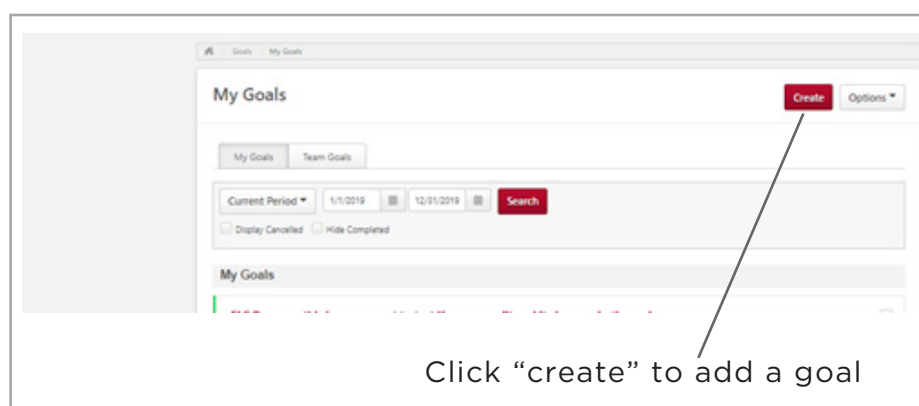 Goals My Goals
My Goals
Create Options
My Goals Team Goals
Current Period 1/1/2019 12/31/2019 Search
Display Cancelled Hide Completed
My Goals
Click “create” to add a goal